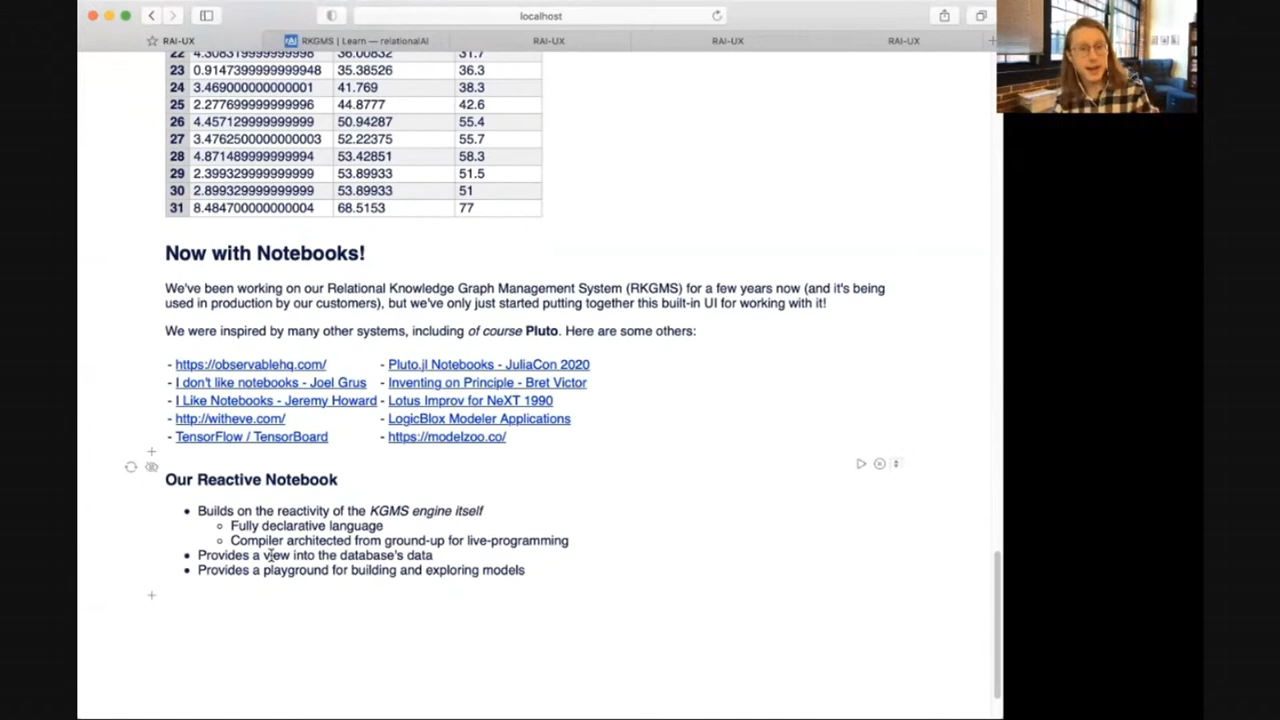 localhost
RAI-UX
RKGMS | Learn — relationalAI
RAI-UX
RAI-UX
RAI-UX
22 4.308319999999998 36.00832 31.7
23 0.9147399999999948 35.38526 36.3
24 3.469000000000001 41.769 38.3
25 2.277699999999996 44.8777 42.6
26 4.457129999999998 50.94287 55.4
27 3.4762500000000003 52.22375 55.7
28 4.871489999999994 53.42851 58.3
29 2.399329999999999 53.89933 51.5
30 2.899329999999999 53.89933 51
31 8.484700000000004 68.5153 77
Now with Notebooks!
We've been working on our Relational Knowledge Graph Management System (RKGMS) for a few years now (and it's being
used in production by our customers), but we've only just started putting together this built-in UI for working with it!
We were inspired by many other systems, including of course Pluto. Here are some others:
- https://observablehq.com/ - Pluto.jl Notebooks - JuliaCon 2020
- I don't like notebooks - Joel Grus - Inventing on Principle - Bret Victor
- I Like Notebooks - Jeremy Howard - Lotus Improv for NeXT 1990
- http://witheve.com/ - LogicBlox Modeler Applications
- TensorFlow / TensorBoard - https://modelzoo.co/
Our Reactive Notebook
• Builds on the reactivity of the KGMS engine itself
○ Fully declarative language
○ Compiler architected from ground-up for live-programming
• Provides a view into the database's data
• Provides a playground for building and exploring models